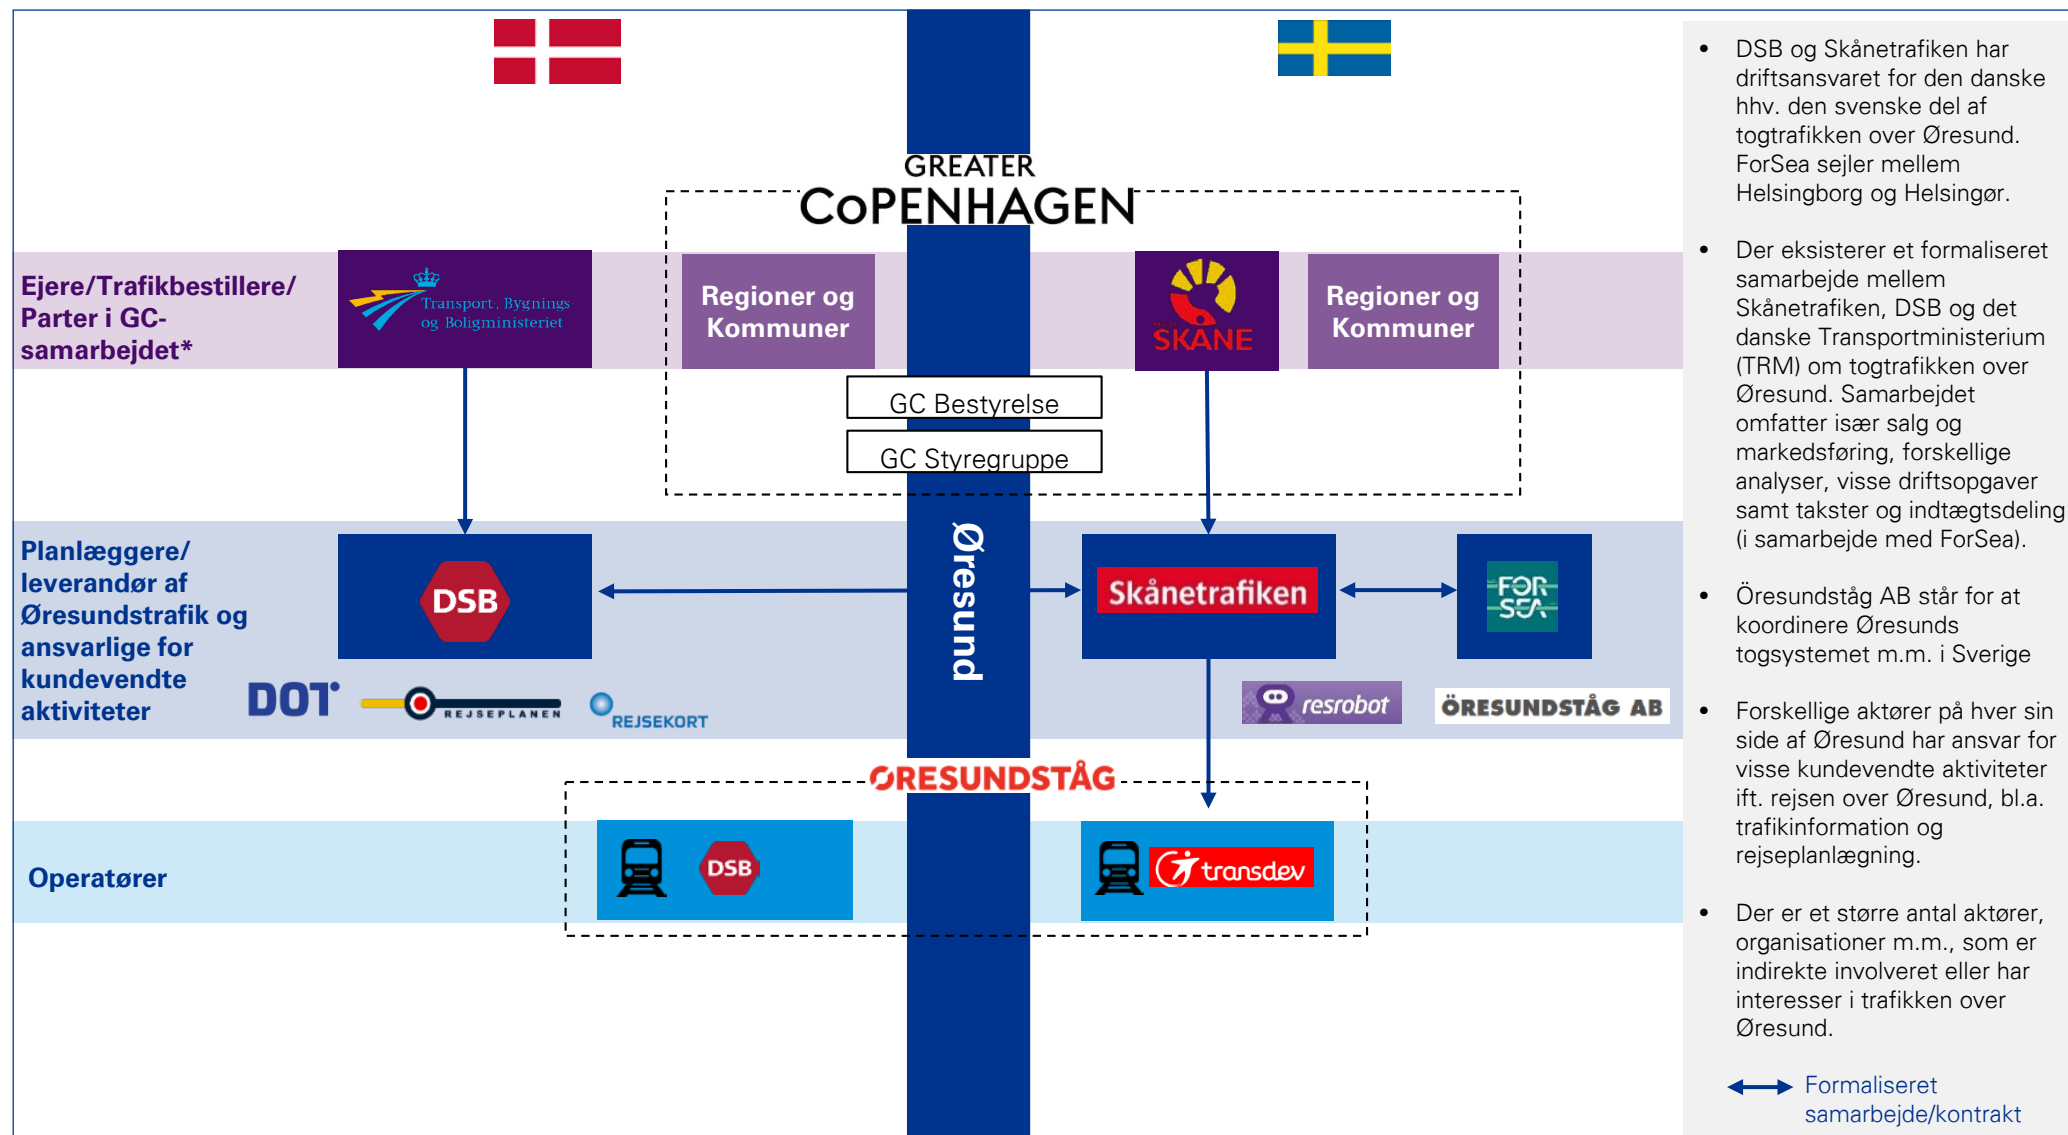 GREATER
COPENHAGEN
Ejere/Trafikbestillere/
Parter i GC-
samarbejdet*
Transport, Bygnings
og Boligministeriet
Regioner og
Kommuner
SKÅNE
Regioner og
Kommuner
GC Bestyrelse
GC Styregruppe
Planlæggere/
leverandør af
Øresundstrafik og
ansvarlige for
kundevendte
aktiviteter
DSB
Øresund
Skånetrafiken
FOR
SEA
DOT
REJSEPLANEN
REJSEKORT
resrobot
ÖRESUNDSTÅG AB
ØRESUNDSTÅG
Operatører
DSB
transdev
• DSB og Skånetrafiken har
driftsansvaret for den danske
hhv. den svenske del af
togtrafikken over Øresund.
ForSea sejler mellem
Helsingborg og Helsingør.
• Der eksisterer et formaliseret
samarbejde mellem
Skånetrafiken, DSB og det
danske Transportministerium
(TRM) om togtrafikken over
Øresund. Samarbejdet
omfatter især salg og
markedsføring, forskellige
analyser, visse driftsopgaver
samt takster og indtægtsdeling
(i samarbejde med ForSea).
• Öresundståg AB står for at
koordinere Øresunds
togsystemet m.m. i Sverige
• Forskellige aktører på hver sin
side af Øresund har ansvar for
visse kundevendte aktiviteter
ift. rejsen over Øresund, bl.a.
trafikinformation og
rejseplanlægning.
• Der er et større antal aktører,
organisationer m.m., som er
indirekte involveret eller har
interesser i trafikken over
Øresund.
Formaliseret
samarbejde/kontrakt